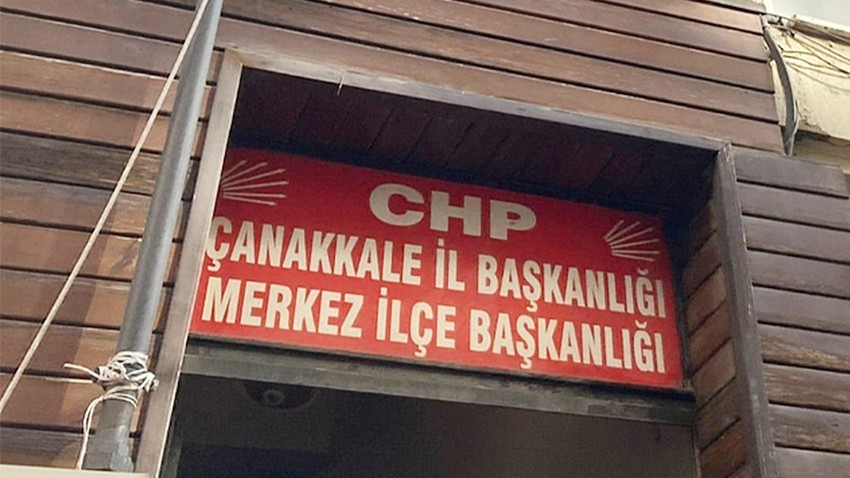 CHP
ÇANAKKALE İL BAŞKANLIĞI
MERKEZ İLÇE BAŞKANLIĞI